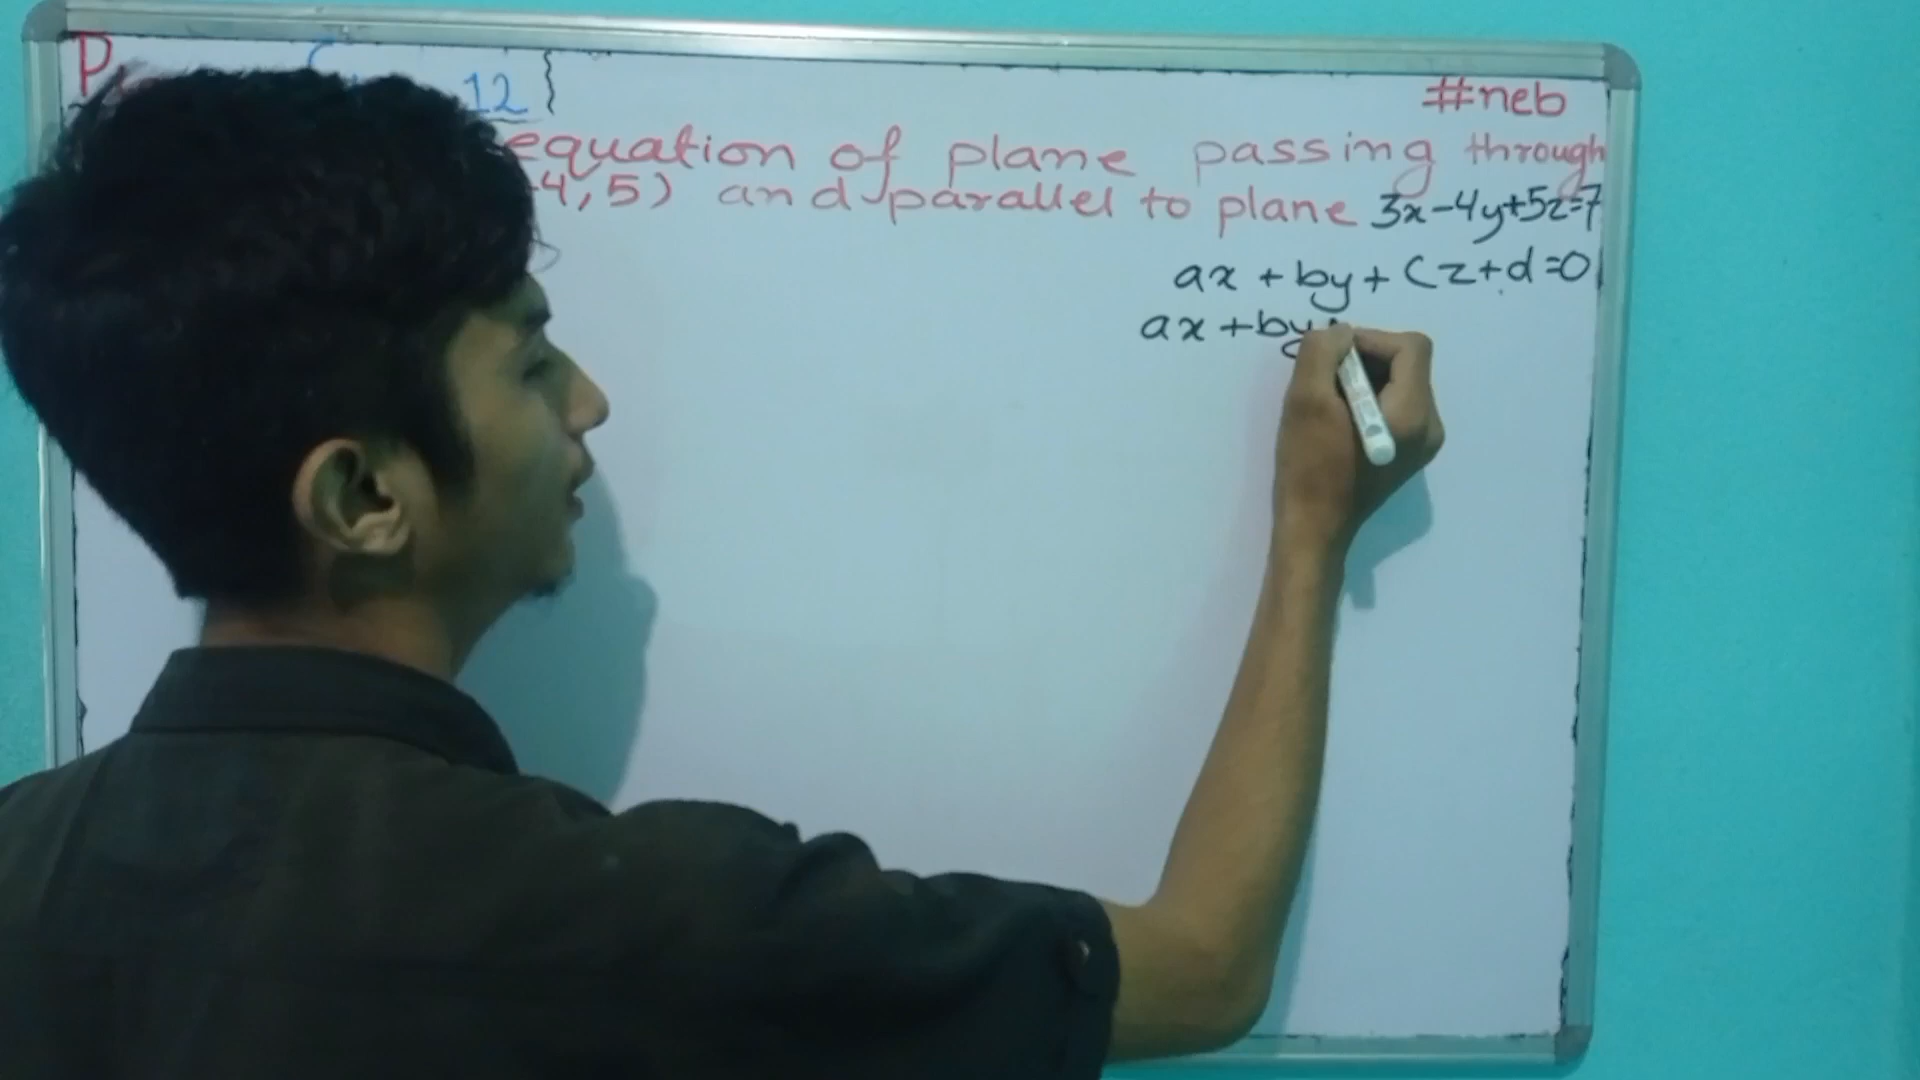 12
#neb
equation of plane passing through
-4,5) and parallel to plane 3x-4y+5z=7
ax + by + cz+d=0
ax +by+